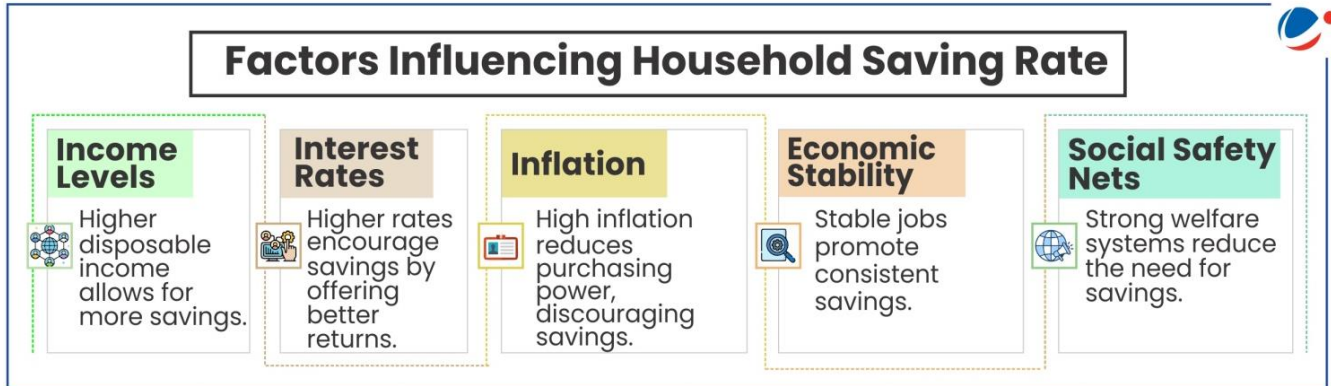 Factors Influencing Household Saving Rate
Income
Levels
Higher
disposable
income
allows for
more savings.
Interest
Rates
Higher rates
encourage
savings by
offering
better
returns.
Inflation
High inflation
reduces
purchasing
power,
discouraging
savings.
Economic
Stability
Stable jobs
promote
consistent
savings.
Social Safety
Nets
Strong welfare
systems reduce
the need for
savings.